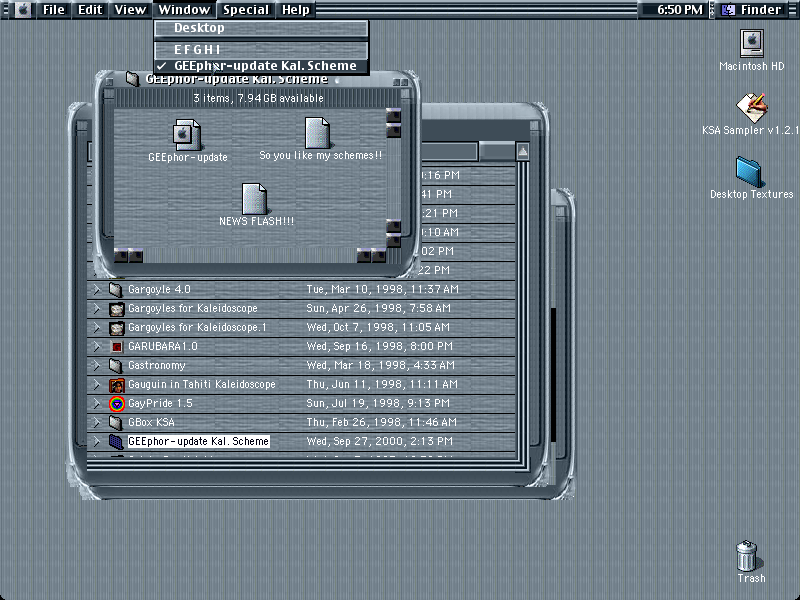 File Edit View Window Special Help 6:50 PM Finder
Desktop
E F G H I
✓ GEEphor-update Kal. Scheme
GEEphor-update Kal. Scheme
3 items, 7.94 GB available
GEEphor-update
So you like my schemes!!
NEWS FLASH!!!
Macintosh HD
KSA Sampler v1.2.1
Desktop Textures
:16 PM
41 PM
:21 PM
:10 AM
02 PM
22 PM
Gargoyle 4.0 Tue, Mar 10, 1998, 11:37 AM
Gargoyles for Kaleidoscope Sun, Apr 26, 1998, 7:58 AM
Gargoyles for Kaleidoscope.1 Wed, Oct 7, 1998, 11:05 AM
GARUBARA1.0 Wed, Sep 16, 1998, 8:00 PM
Gastronomy Wed, Mar 18, 1998, 4:33 AM
Gauguin in Tahiti Kaleidoscope Thu, Jun 11, 1998, 11:11 AM
GayPride 1.5 Sun, Jul 19, 1998, 9:13 PM
GBox KSA Thu, Feb 26, 1998, 11:46 AM
GEEphor-update Kal. Scheme Wed, Sep 27, 2000, 2:13 PM
Trash